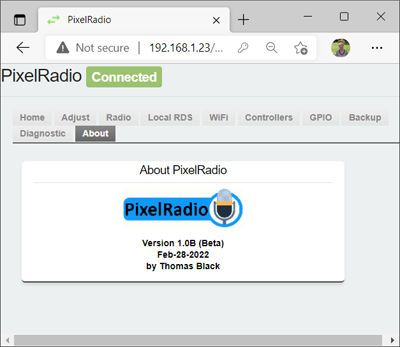 PixelRadio
Not secure 192.168.1.23/...
PixelRadio Connected
Home Adjust Radio Local RDS WiFi Controllers GPIO Backup
Diagnostic About
About PixelRadio
PixelRadio
Version 1.0B (Beta)
Feb-28-2022
by Thomas Black